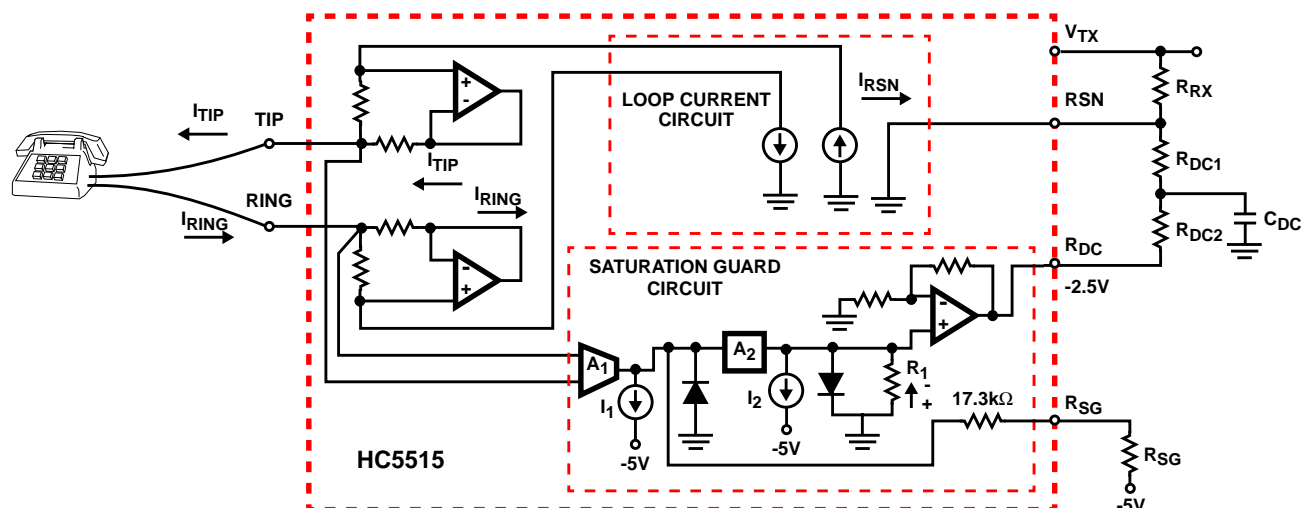 V_TX
R_RX
I_RSN
RSN
LOOP CURRENT
CIRCUIT
I_TIP
TIP
R_DC1
I_TIP
+
-
C_DC
R_DC2
I_RING
RING
I_RING
-
+
R_DC
-2.5V
SATURATION GUARD
CIRCUIT
-
+
A_1
A_2
R_1
-
+
I_1
I_2
-5V
-5V
17.3kΩ
R_SG
R_SG
-5V
HC5515